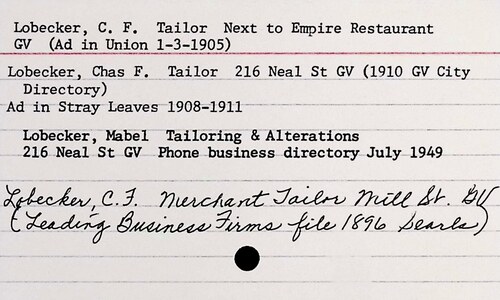 Lobecker, C. F. Tailor Next to Empire Restaurant
GV (Ad in Union 1-3-1905)
Lobecker, Chas F. Tailor 216 Neal St GV (1910 GV City
Directory)
Ad in Stray Leaves 1908-1911
Lobecker, Mabel Tailoring & Alterations
216 Neal St GV Phone business directory July 1949
Lobecker, C.F. Merchant Tailor Mill St. GV
(Leading Business Firms file 1896 Searls)